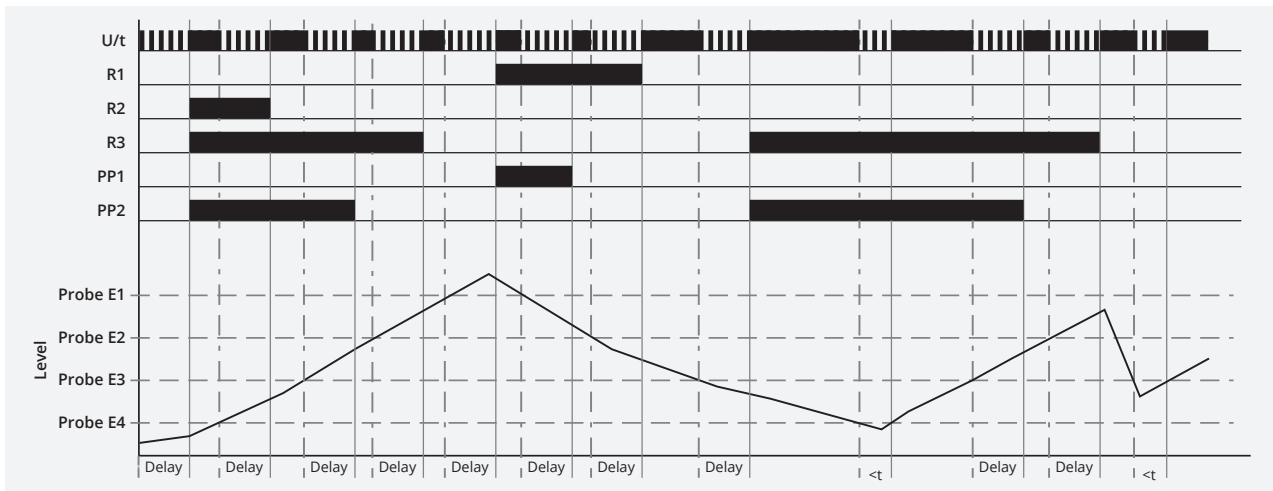 U/t
R1
R2
R3
PP1
PP2
Probe E1
Probe E2
Probe E3
Probe E4
Level
Delay Delay Delay Delay Delay Delay Delay Delay <t Delay Delay <t